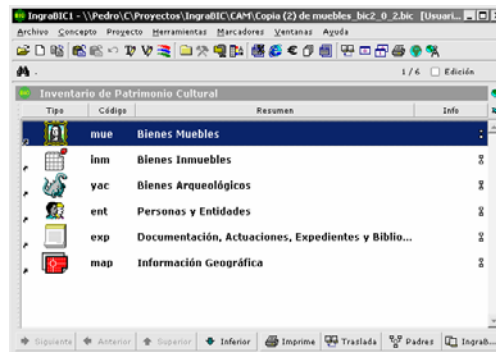 IngraBIC1 - \\Pedro\C\Proyectos\IngraBIC\CAM\Copia (2) de muebles_bic2_0_2.bic [Usuari...
Archivo Concepto Proyecto Herramientas Marcadores Ventanas Ayuda
1/6 Edición
Inventario de Patrimonio Cultural
Tipo Código Resumen Info
mue Bienes Muebles
inm Bienes Inmuebles
yac Bienes Arqueológicos
ent Personas y Entidades
exp Documentación, Actuaciones, Expedientes y Biblio...
map Información Geográfica
Siguiente Anterior Superior Inferior Imprime Traslada Padres IngraB...